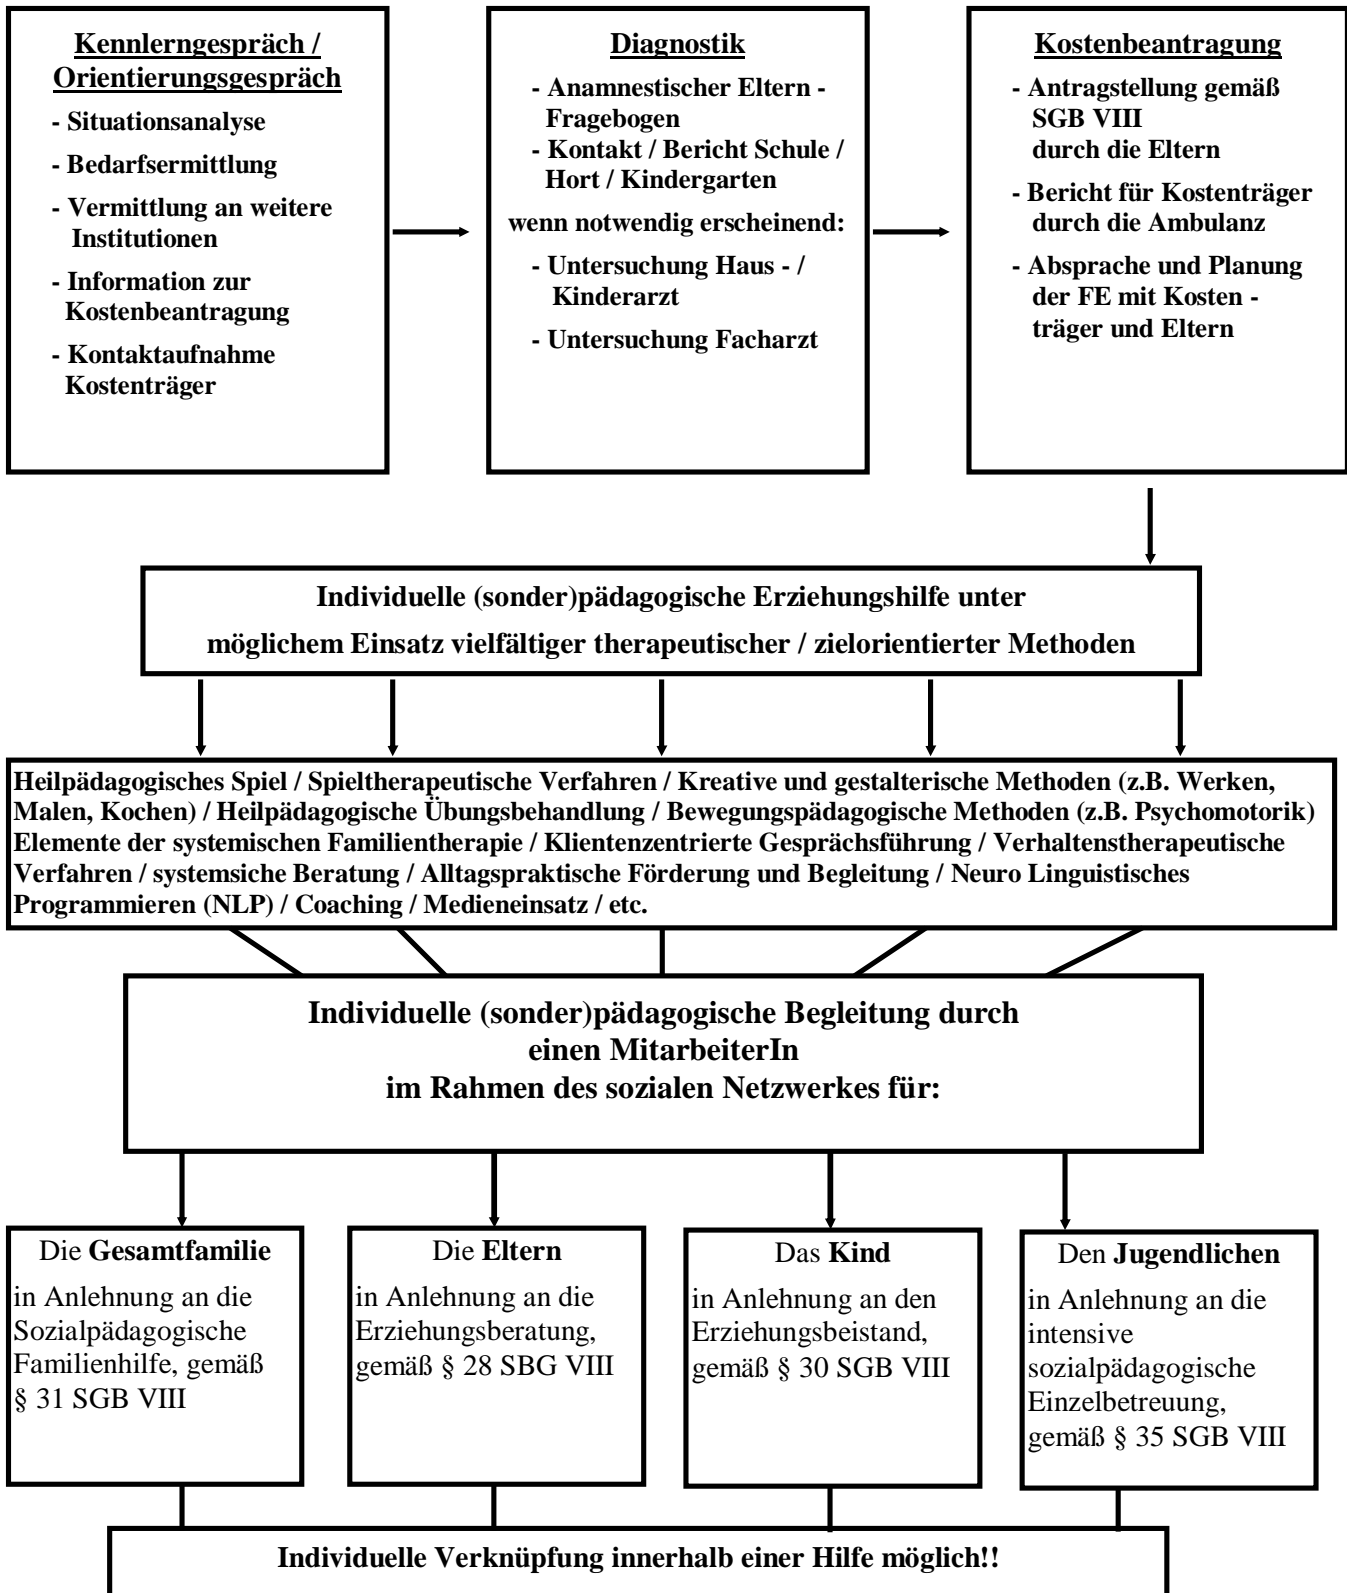 Kennlerngespräch /
Orientierungsgespräch
- Situationsanalyse
- Bedarfsermittlung
- Vermittlung an weitere
Institutionen
- Information zur
Kostenbeantragung
- Kontaktaufnahme
Kostenträger
Diagnostik
- Anamnestischer Eltern -
Fragebogen
- Kontakt / Bericht Schule /
Hort / Kindergarten
wenn notwendig erscheinend:
- Untersuchung Haus - /
Kinderarzt
- Untersuchung Facharzt
Kostenbeantragung
- Antragstellung gemäß
SGB VIII
durch die Eltern
- Bericht für Kostenträger
durch die Ambulanz
- Absprache und Planung
der FE mit Kosten -
träger und Eltern
Individuelle (sonder)pädagogische Erziehungshilfe unter
möglichem Einsatz vielfältiger therapeutischer / zielorientierter Methoden
Heilpädagogisches Spiel / Spieltherapeutische Verfahren / Kreative und gestalterische Methoden (z.B. Werken,
Malen, Kochen) / Heilpädagogische Übungsbehandlung / Bewegungspädagogische Methoden (z.B. Psychomotorik)
Elemente der systemischen Familientherapie / Klientenzentrierte Gesprächsführung / Verhaltenstherapeutische
Verfahren / systemsiche Beratung / Alltagspraktische Förderung und Begleitung / Neuro Linguistisches
Programmieren (NLP) / Coaching / Medieneinsatz / etc.
Individuelle (sonder)pädagogische Begleitung durch
einen MitarbeiterIn
im Rahmen des sozialen Netzwerkes für:
Die Gesamtfamilie
in Anlehnung an die
Sozialpädagogische
Familienhilfe, gemäß
§ 31 SGB VIII
Die Eltern
in Anlehnung an die
Erziehungsberatung,
gemäß § 28 SBG VIII
Das Kind
in Anlehnung an den
Erziehungsbeistand,
gemäß § 30 SGB VIII
Den Jugendlichen
in Anlehnung an die
intensive
sozialpädagogische
Einzelbetreuung,
gemäß § 35 SGB VIII
Individuelle Verknüpfung innerhalb einer Hilfe möglich!!